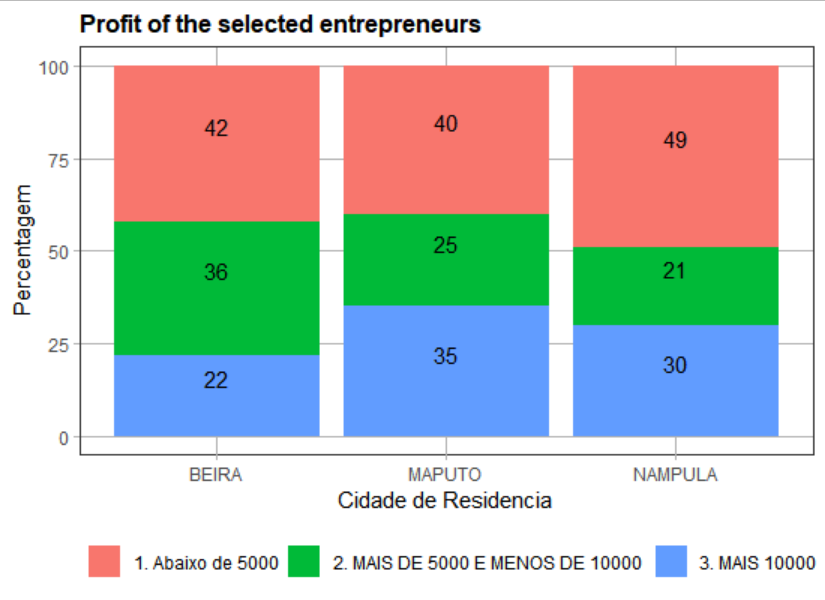 Profit of the selected entrepreneurs
Percentagem
100
75
50
25
0
42
40
49
36
25
21
22
35
30
BEIRA MAPUTO NAMPULA
Cidade de Residencia
1. Abaixo de 5000 2. MAIS DE 5000 E MENOS DE 10000 3. MAIS 10000